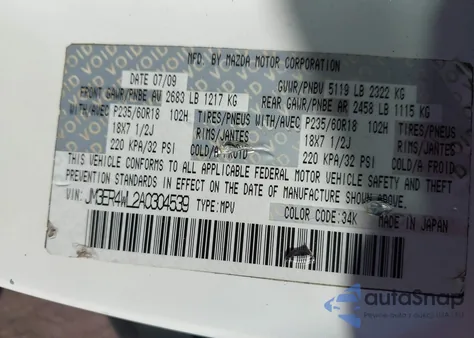 MFD. BY MAZDA MOTOR CORPORATION
DATE 07/09 GVWR/PNBV 5119 LB 2322 KG
FRONT GAWR/PNBE AV 2683 LB 1217 KG REAR GAWR/PNBE AR 2458 LB 1115 KG
WITH/AVEC P235/60R18 102H TIRES/PNEUS WITH/AVEC P235/60R18 102H TIRES/PNEUS
18X7 1/2J RIMS/JANTES 18X7 1/2J RIMS/JANTES
220 KPA/32 PSI COLD/A FROID 220 KPA/32 PSI COLD/A FROID
THIS VEHICLE CONFORMS TO ALL APPLICABLE FEDERAL MOTOR VEHICLE SAFETY AND THEFT
PREVENTION STANDARDS IN EFFECT ON THE DATE OF MANUFACTURE SHOWN ABOVE.
VIN: JM3ER4WL2A0304539 TYPE: MPV COLOR CODE: 34K MADE IN JAPAN
autoSnap